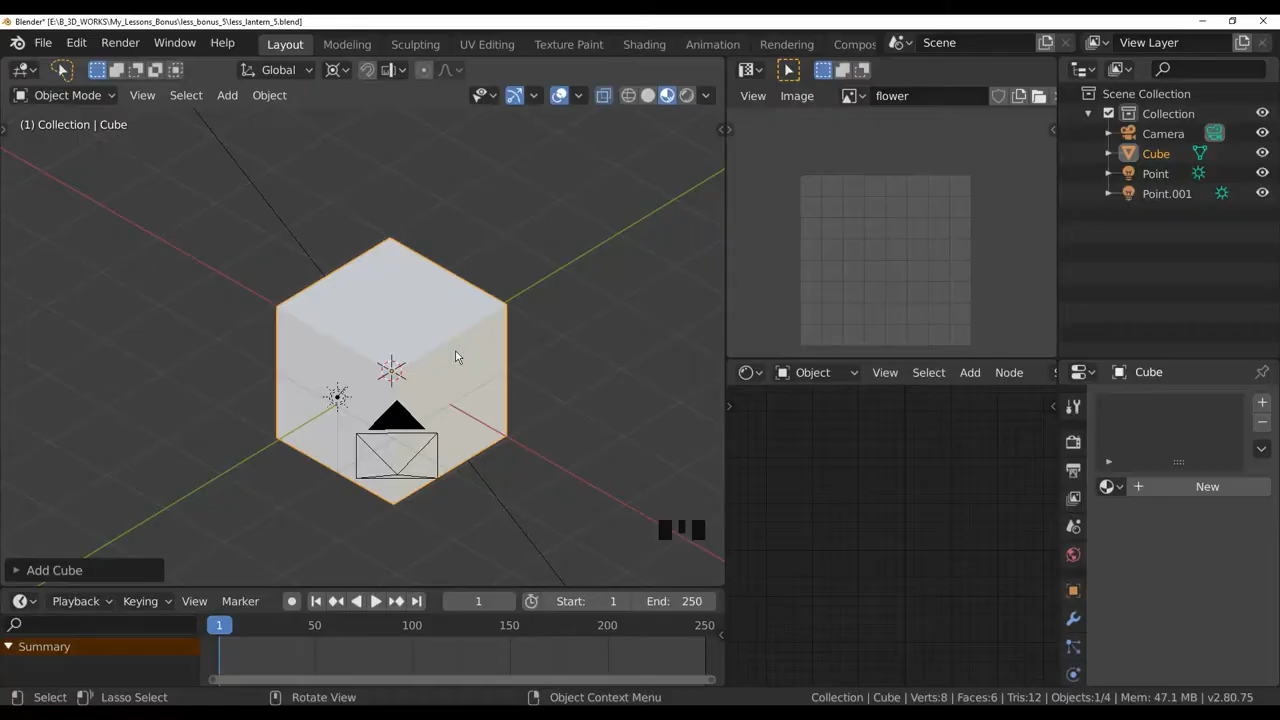 Blender* [E:\B_3D_WORKS\My_Lessons_Bonus\less_bonus_5\less_lantern_5.blend]
File Edit Render Window Help Layout Modeling Sculpting UV Editing Texture Paint Shading Animation Rendering Compos Scene View Layer
Global
Object Mode View Select Add Object
View Image flower
(1) Collection | Cube
Scene Collection
Collection
Camera
Cube
Point
Point.001
Object View Select Add Node
Cube
New
Add Cube
Playback Keying View Marker 1 Start: 1 End: 250
1 50 100 150 200 250
Summary
Select Lasso Select Rotate View Object Context Menu Collection | Cube | Verts:8 | Faces:6 | Tris:12 | Objects:1/4 | Mem: 47.1 MB | v2.80.75